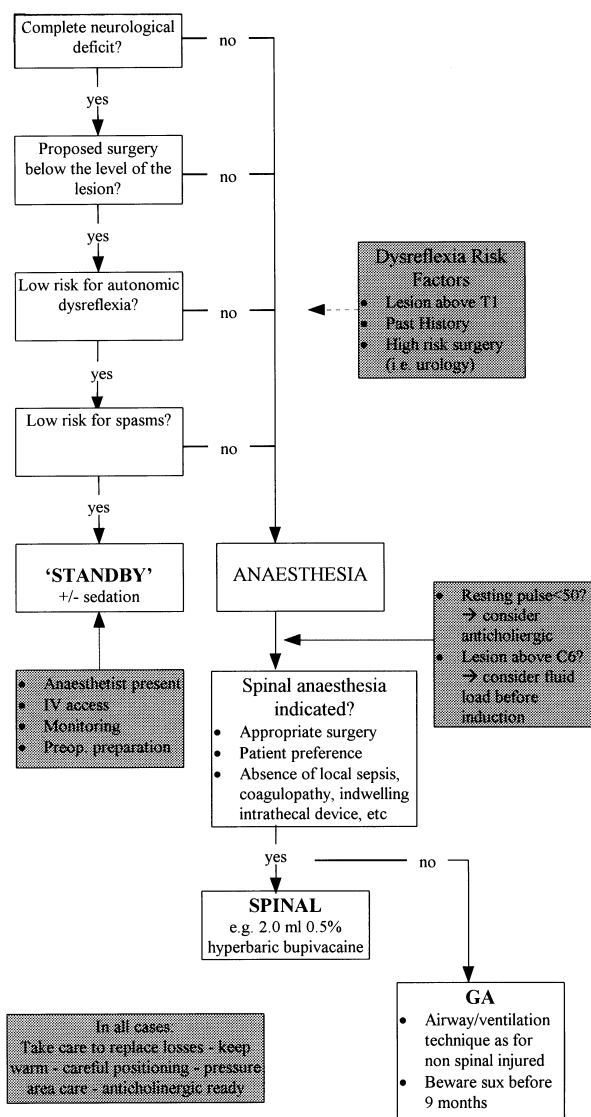 Complete neurological
deficit?
no
yes
Proposed surgery
below the level of the
lesion?
no
yes
Low risk for autonomic
dysreflexia?
no
Dysreflexia Risk
Factors
• Lesion above T1
• Past History
• High risk surgery
(i e. urology)
yes
Low risk for spasms?
no
yes
'STANDBY'
+/- sedation
ANAESTHESIA
• Anaesthetist present
• IV access
• Monitoring
• Preop. preparation
• Resting pulse<50?
→ consider
anticholiergic
• Lesion above C6?
→ consider fluid
load before
induction
Spinal anaesthesia
indicated?
• Appropriate surgery
• Patient preference
• Absence of local sepsis,
coagulopathy, indwelling
intrathecal device, etc
yes
no
SPINAL
e.g. 2.0 ml 0.5%
hyperbaric bupivacaine
GA
• Airway/ventilation
technique as for
non spinal injured
• Beware sux before
9 months
In all cases:
Take care to replace losses - keep
warm - careful positioning - pressure
area care - anticholinergic ready